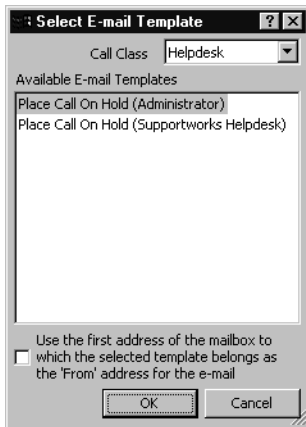 Select E-mail Template
Call Class Helpdesk
Available E-mail Templates
Place Call On Hold (Administrator)
Place Call On Hold (Supportworks Helpdesk)
Use the first address of the mailbox to
which the selected template belongs as
the 'From' address for the e-mail
OK Cancel